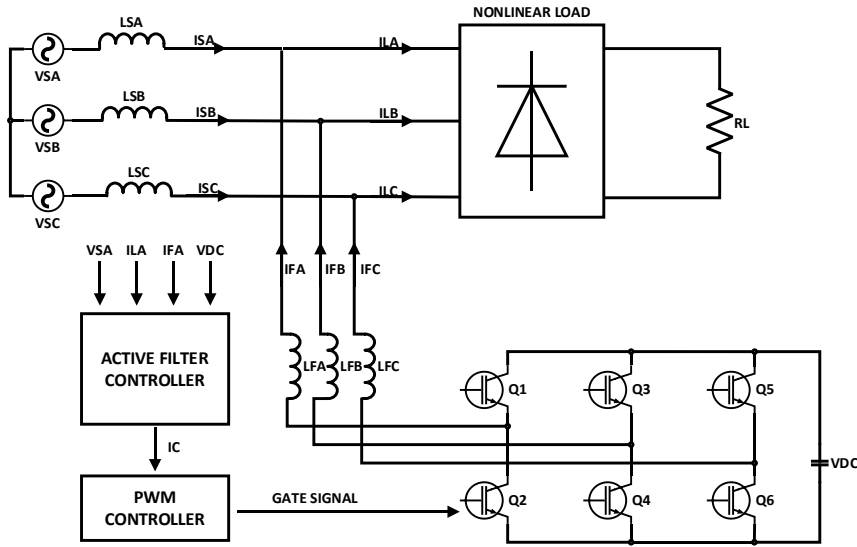 NONLINEAR LOAD
LSA
ISA
ILA
VSA
LSB
ISB
ILB
VSB
RL
LSC
ISC
ILC
VSC
VSA ILA IFA VDC
IFA IFB IFC
ACTIVE FILTER
CONTROLLER
LFA LFB LFC
Q1 Q3 Q5
IC
VDC
PWM
CONTROLLER
GATE SIGNAL
Q2 Q4 Q6